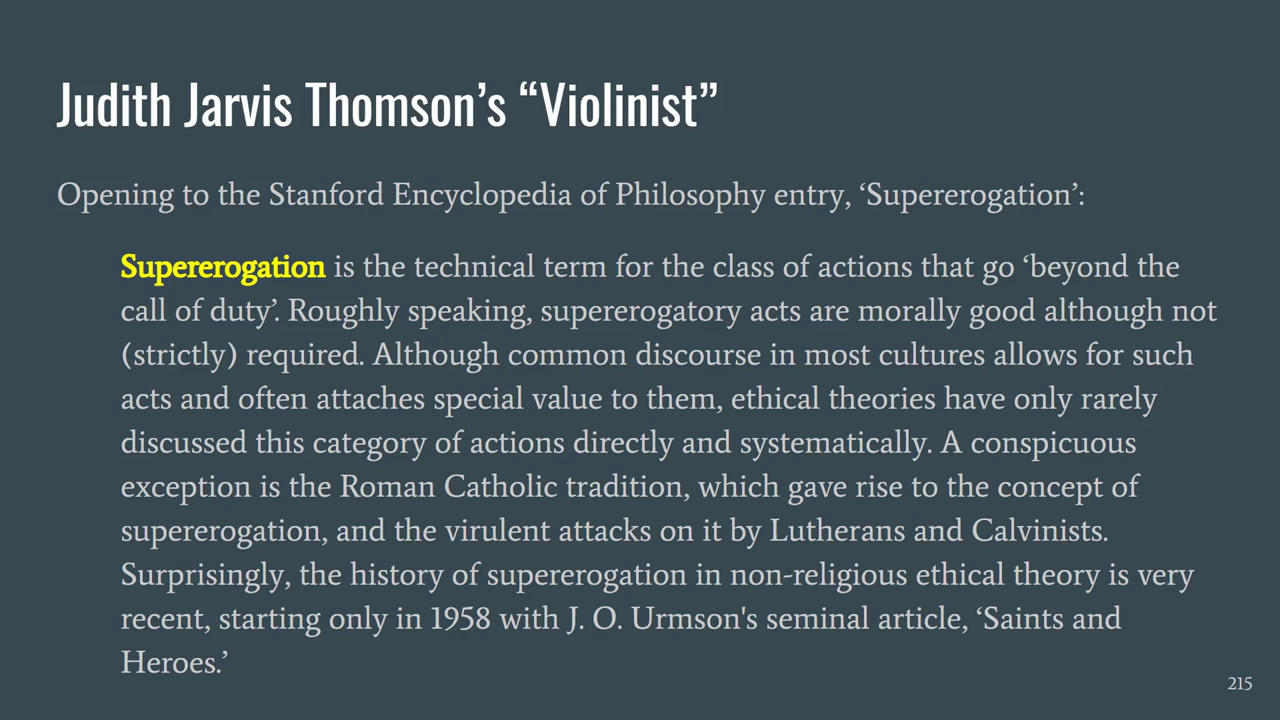 Judith Jarvis Thomson’s “Violinist”
Opening to the Stanford Encyclopedia of Philosophy entry, ‘Supererogation’:
Supererogation is the technical term for the class of actions that go ‘beyond the
call of duty’. Roughly speaking, supererogatory acts are morally good although not
(strictly) required. Although common discourse in most cultures allows for such
acts and often attaches special value to them, ethical theories have only rarely
discussed this category of actions directly and systematically. A conspicuous
exception is the Roman Catholic tradition, which gave rise to the concept of
supererogation, and the virulent attacks on it by Lutherans and Calvinists.
Surprisingly, the history of supererogation in non-religious ethical theory is very
recent, starting only in 1958 with J. O. Urmson's seminal article, ‘Saints and
Heroes.’
215